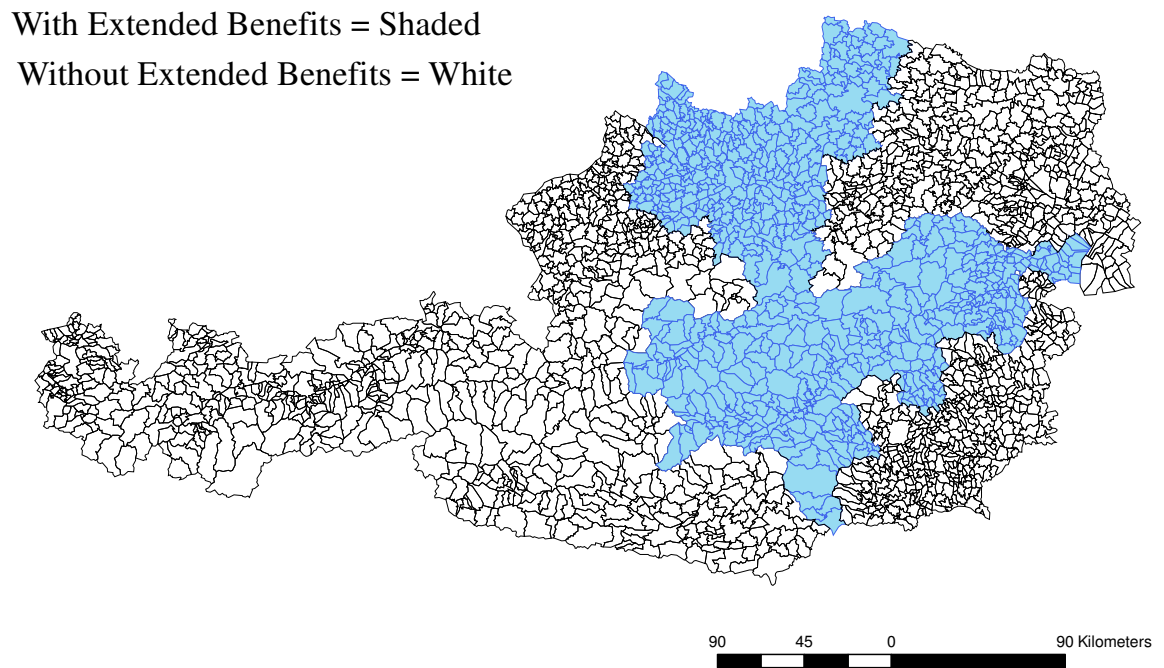 With Extended Benefits = Shaded
Without Extended Benefits = White
90 45 0 90 Kilometers